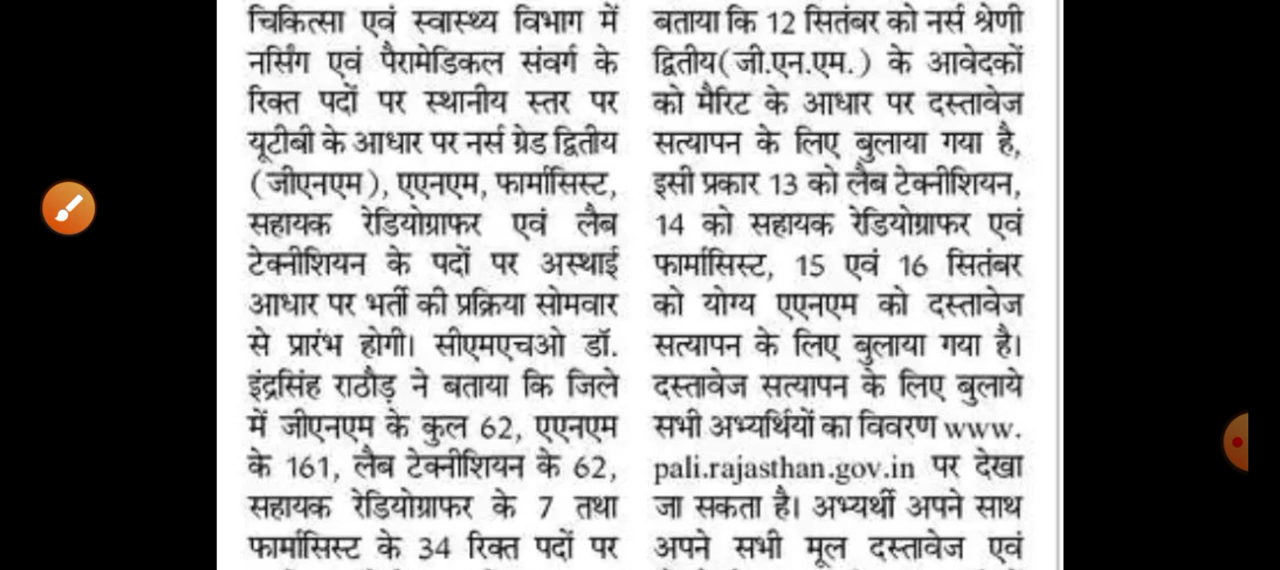 चिकित्सा एवं स्वास्थ्य विभाग में
नर्सिंग एवं पैरामेडिकल संवर्ग के
रिक्त पदों पर स्थानीय स्तर पर
यूटीबी के आधार पर नर्स ग्रेड द्वितीय
(जीएनएम), एएनएम, फार्मासिस्ट,
सहायक रेडियोग्राफर एवं लैब
टेक्नीशियन के पदों पर अस्थाई
आधार पर भर्ती की प्रक्रिया सोमवार
से प्रारंभ होगी। सीएमएचओ डॉ.
इंद्रसिंह राठौड़ ने बताया कि जिले
में जीएनएम के कुल 62, एएनएम
के 161, लैब टेक्नीशियन के 62,
सहायक रेडियोग्राफर के 7 तथा
फार्मासिस्ट के 34 रिक्त पदों पर
बताया कि 12 सितंबर को नर्स श्रेणी
द्वितीय(जी.एन.एम.) के आवेदकों
को मैरिट के आधार पर दस्तावेज
सत्यापन के लिए बुलाया गया है,
इसी प्रकार 13 को लैब टेक्नीशियन,
14 को सहायक रेडियोग्राफर एवं
फार्मासिस्ट, 15 एवं 16 सितंबर
को योग्य एएनएम को दस्तावेज
सत्यापन के लिए बुलाया गया है।
दस्तावेज सत्यापन के लिए बुलाये
सभी अभ्यर्थियों का विवरण www.
pali.rajasthan.gov.in पर देखा
जा सकता है। अभ्यर्थी अपने साथ
अपने सभी मूल दस्तावेज एवं